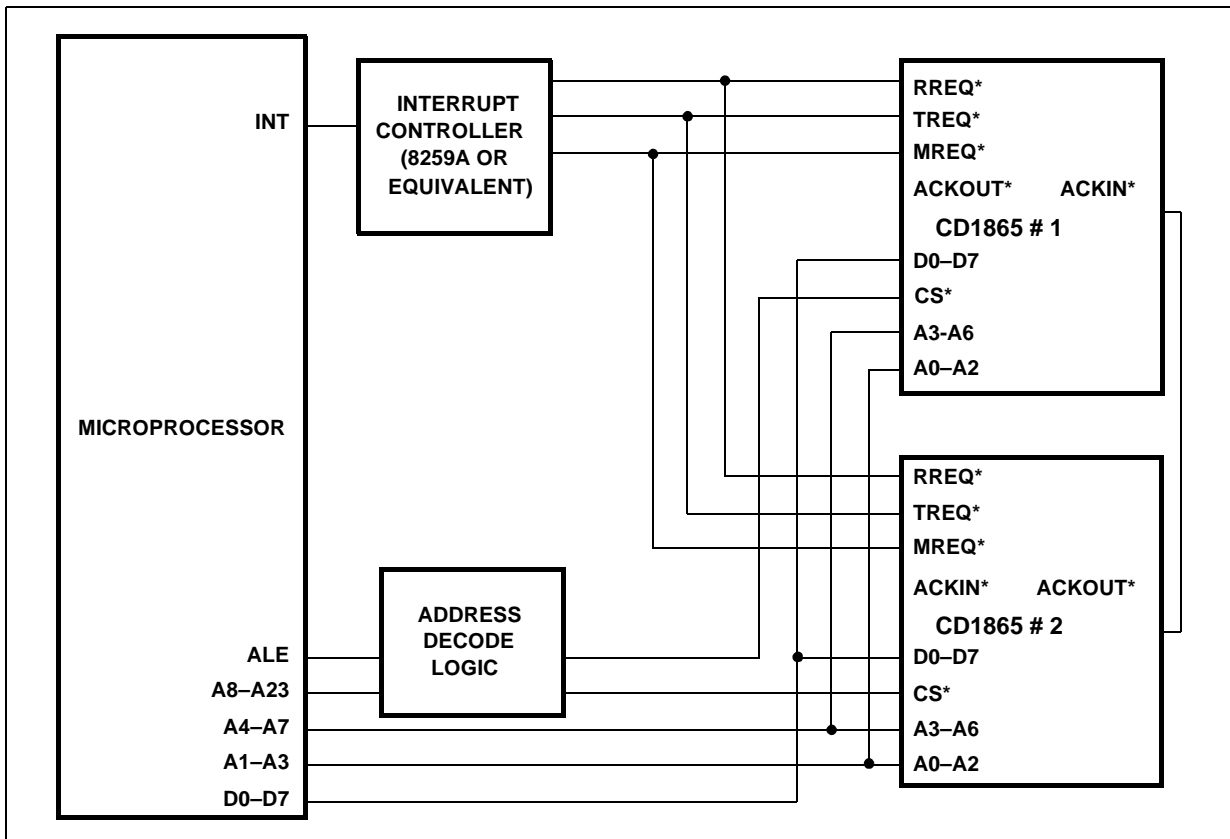 INT
INTERRUPT
CONTROLLER
(8259A OR
EQUIVALENT)
RREQ*
TREQ*
MREQ*
ACKOUT* ACKIN*
CD1865 # 1
D0–D7
CS*
A3-A6
A0–A2
MICROPROCESSOR
RREQ*
TREQ*
MREQ*
ACKIN* ACKOUT*
CD1865 # 2
D0–D7
CS*
A3–A6
A0–A2
ADDRESS
DECODE
LOGIC
ALE
A8–A23
A4–A7
A1–A3
D0–D7